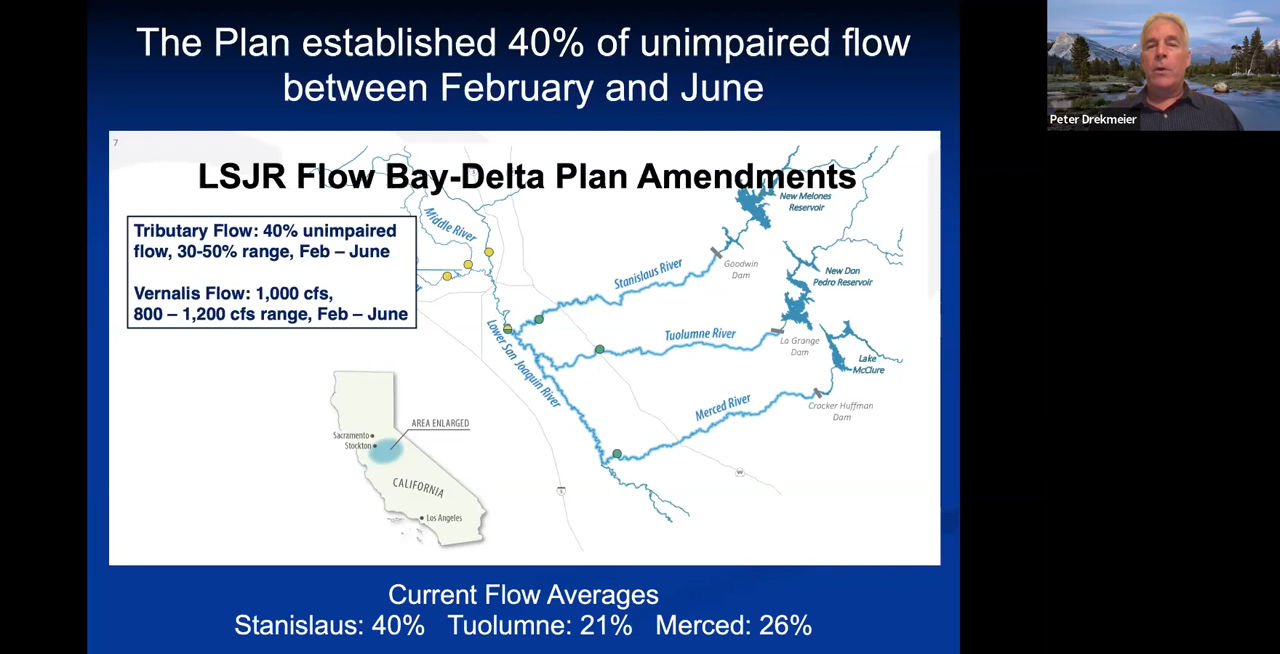 The Plan established 40% of unimpaired flow
between February and June
Peter Drekmeier
7
LSJR Flow Bay-Delta Plan Amendments
Tributary Flow: 40% unimpaired
flow, 30-50% range, Feb – June
Vernalis Flow: 1,000 cfs,
800 – 1,200 cfs range, Feb – June
Middle River
New Melones
Reservoir
Stanislaus River
Goodwin
Dam
New Don
Pedro Reservoir
Lower San Joaquin River
Tuolumne River
La Grange
Dam
Lake
McClure
Merced River
Crocker Huffman
Dam
AREA ENLARGED
Sacramento
Stockton
CALIFORNIA
Los Angeles
Current Flow Averages
Stanislaus: 40% Tuolumne: 21% Merced: 26%